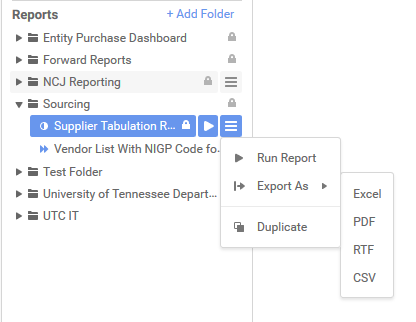 Reports + Add Folder
Entity Purchase Dashboard
Forward Reports
NCJ Reporting
Sourcing
Supplier Tabulation R...
Vendor List With NIGP Code fo...
Test Folder
University of Tennessee Depart...
UTC IT
Run Report
Export As
Duplicate
Excel
PDF
RTF
CSV